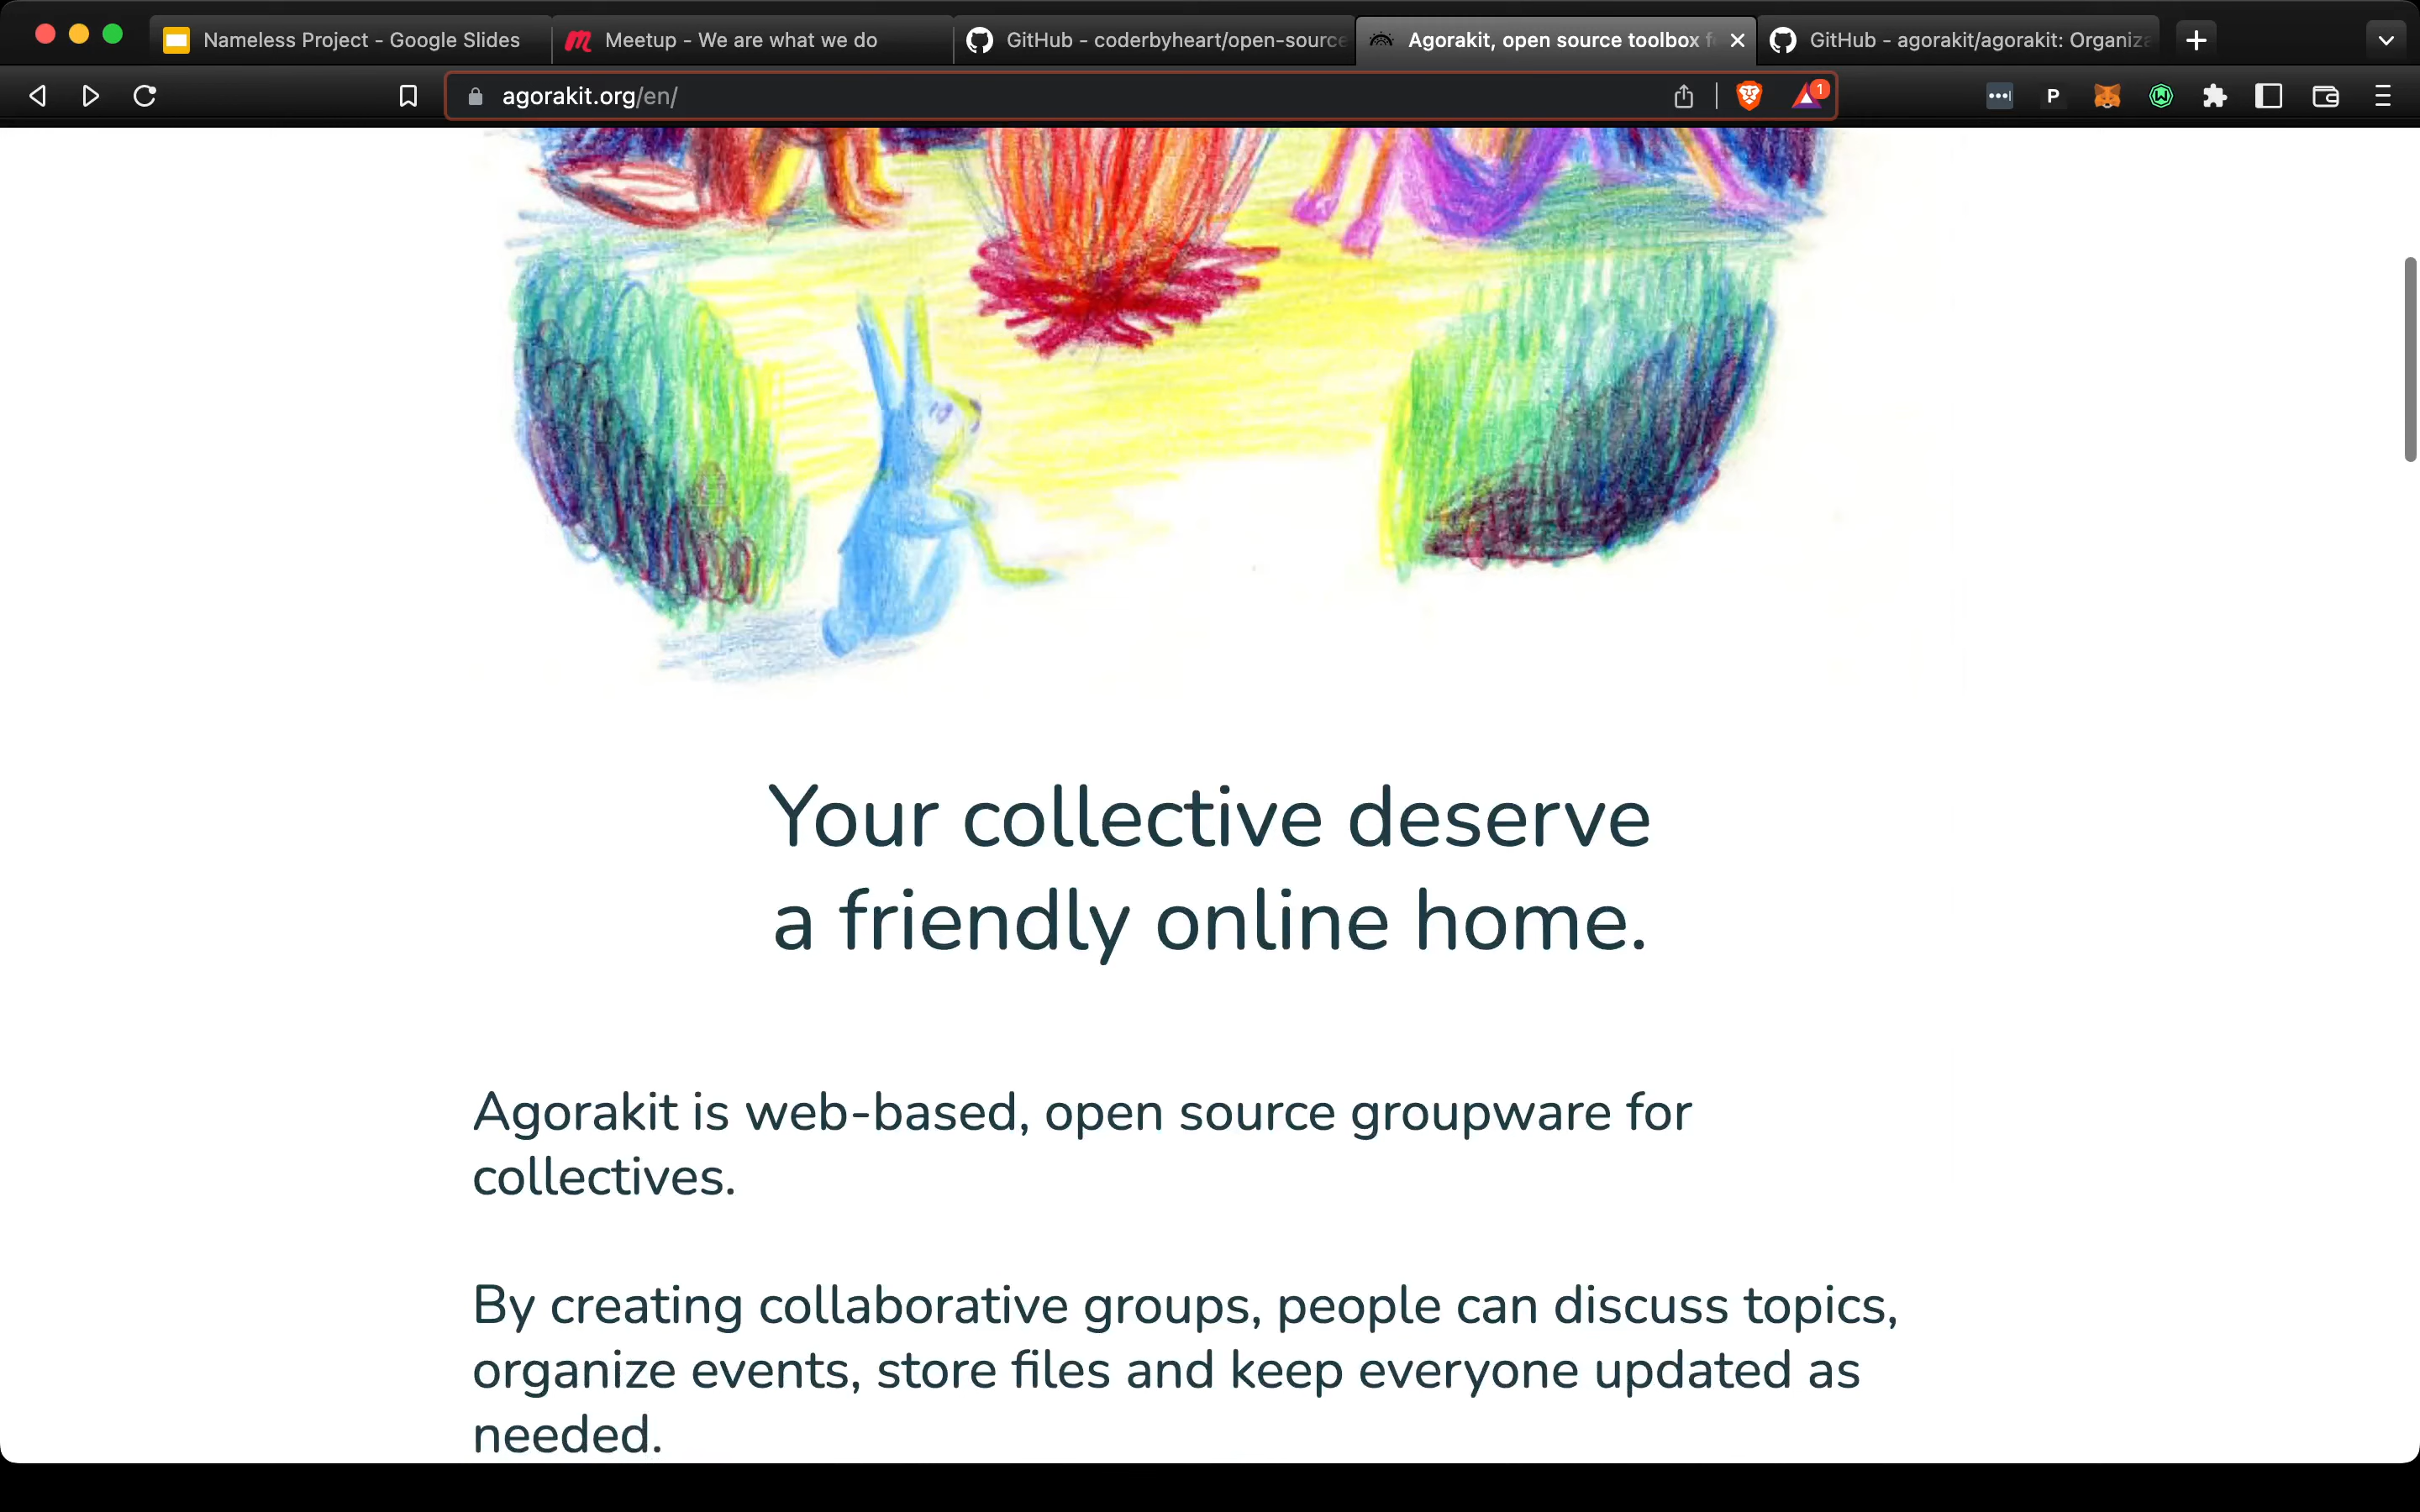 Nameless Project - Google Slides
Meetup - We are what we do
GitHub - coderbyheart/open-source
Agorakit, open source toolbox f
GitHub - agorakit/agorakit: Organiza
agorakit.org/en/
1
P
Your collective deserve
a friendly online home.
Agorakit is web-based, open source groupware for
collectives.
By creating collaborative groups, people can discuss topics,
organize events, store files and keep everyone updated as
needed.